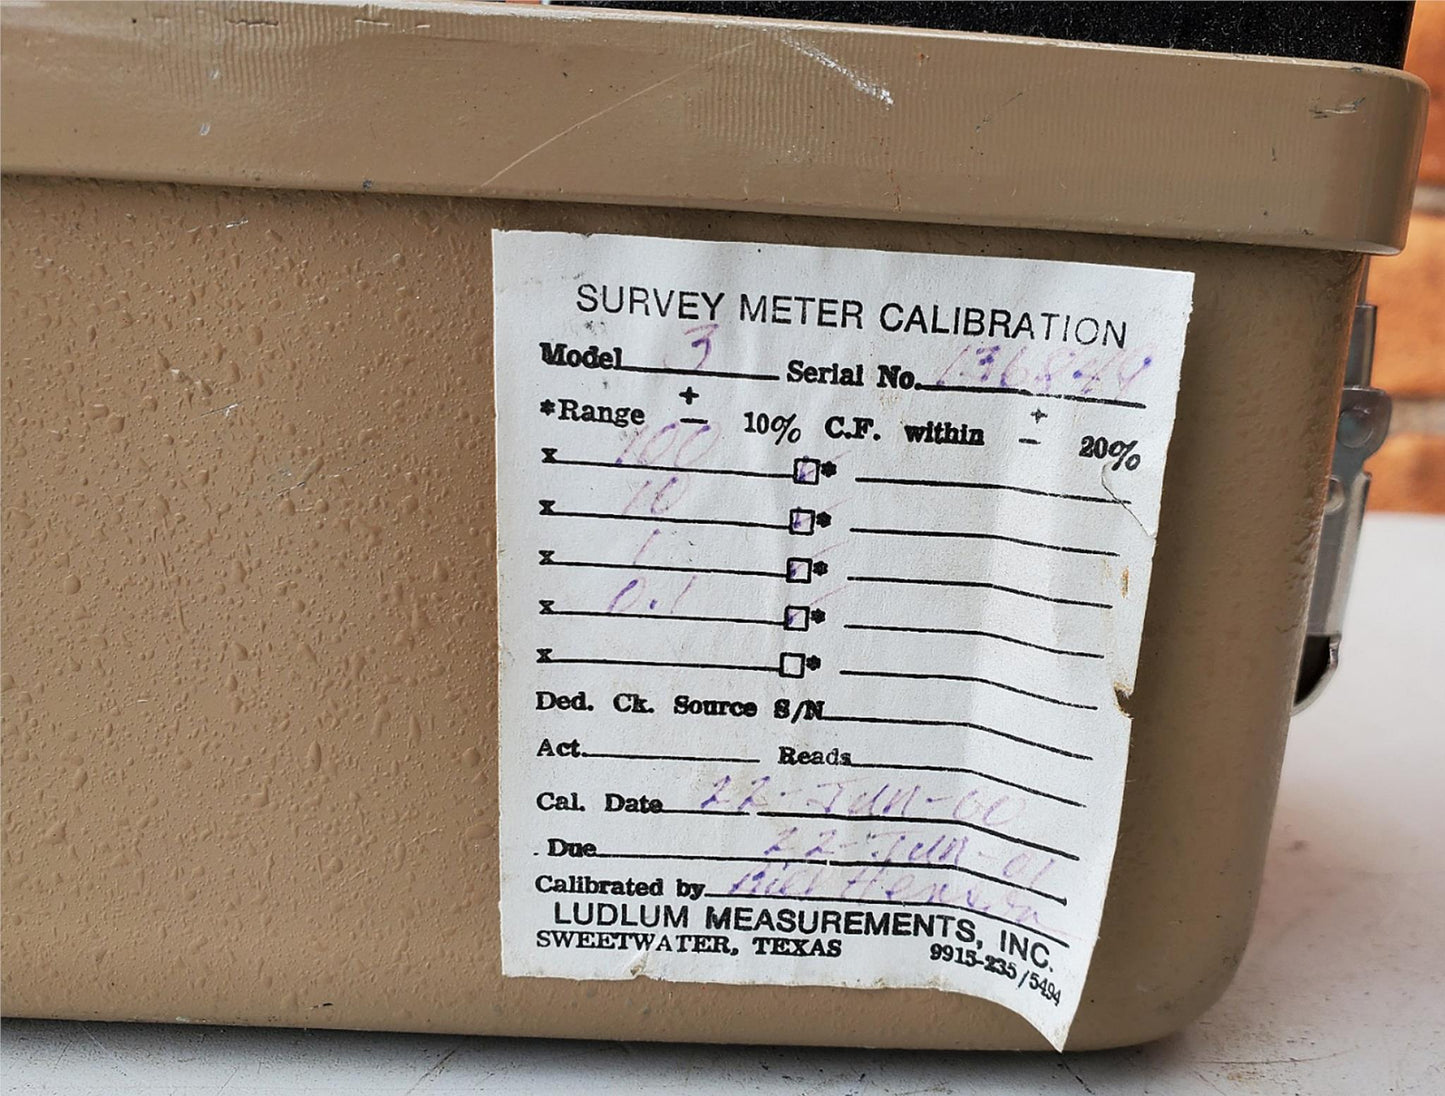 SURVEY METER CALIBRATION
Model 3 Serial No. 136849
*Range ± 10% C.F. within ± 20%
x 100 ☑*
x 10 ☑*
x 1 ☑*
x 0.1 ☑*
x ☐*
Ded. Ck. Source S/N
Act. Reads
Cal. Date 22-Jun-00
Due 22-Jun-01
Calibrated by
LUDLUM MEASUREMENTS, INC.
SWEETWATER, TEXAS 9915-235/5494